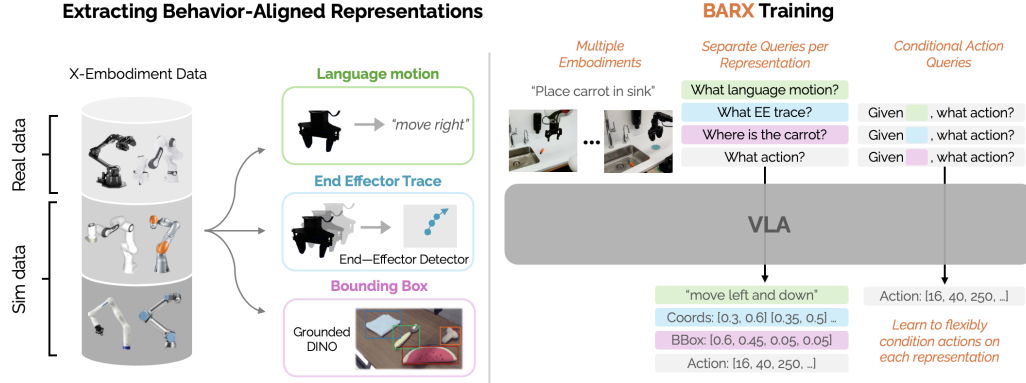 Extracting Behavior-Aligned Representations
X-Embodiment Data
Real data
Sim data
Language motion
"move right"
End Effector Trace
End—Effector Detector
Bounding Box
Grounded
DINO
BARX Training
Multiple
Embodiments
"Place carrot in sink"
Separate Queries per
Representation
What language motion?
What EE trace?
Where is the carrot?
What action?
Conditional Action
Queries
Given , what action?
Given , what action?
Given , what action?
VLA
"move left and down"
Coords: [0.3, 0.6] [0.35, 0.5] ...
BBox: [0.6, 0.45, 0.05, 0.05]
Action: [16, 40, 250, ...]
Action: [16, 40, 250, ...]
Learn to flexibly
condition actions on
each representation